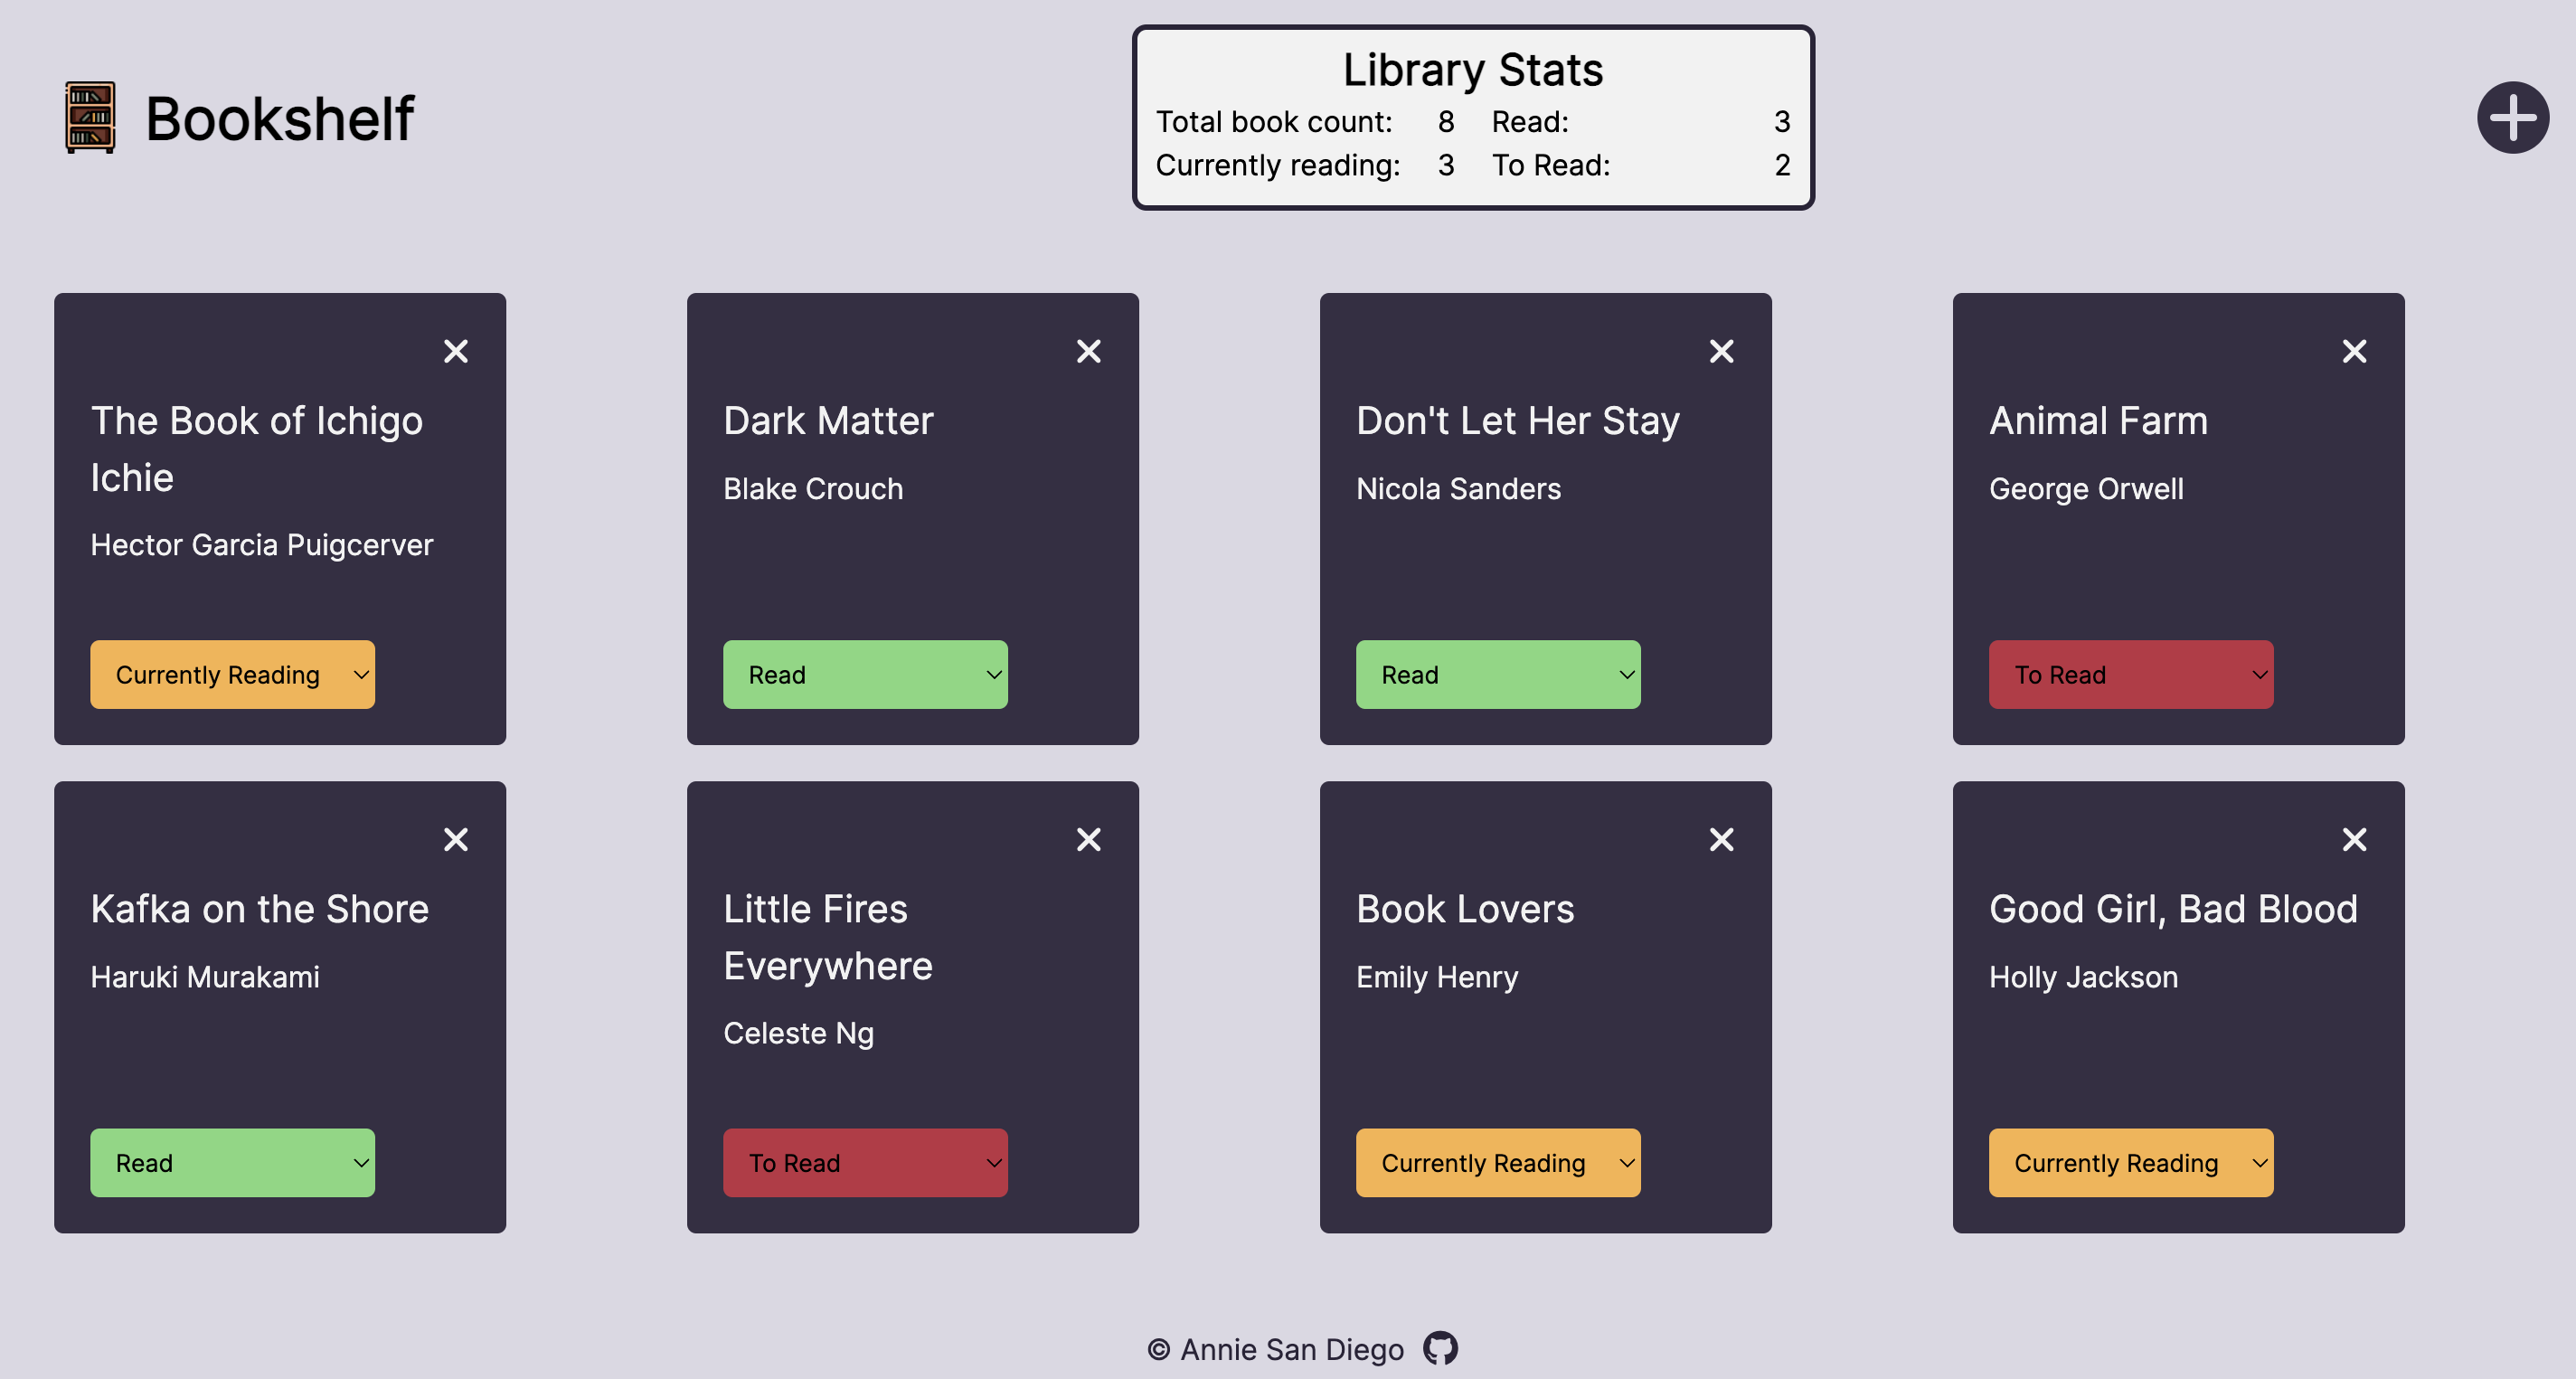 Bookshelf
Library Stats
Total book count: 8 Read: 3
Currently reading: 3 To Read: 2
The Book of Ichigo
Ichie
Hector Garcia Puigcerver
Currently Reading
Dark Matter
Blake Crouch
Read
Don't Let Her Stay
Nicola Sanders
Read
Animal Farm
George Orwell
To Read
Kafka on the Shore
Haruki Murakami
Read
Little Fires
Everywhere
Celeste Ng
To Read
Book Lovers
Emily Henry
Currently Reading
Good Girl, Bad Blood
Holly Jackson
Currently Reading
© Annie San Diego